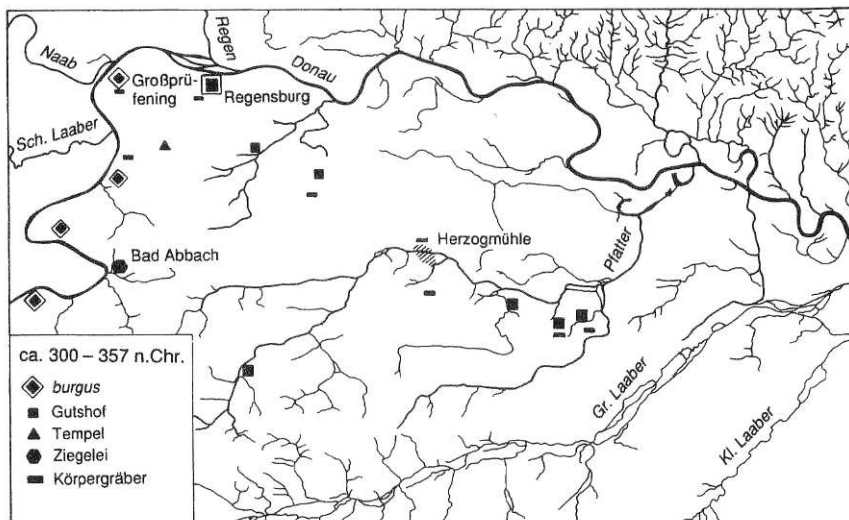 Naab
Regen
Donau
Großprü-
fening
Regensburg
Sch. Laaber
Bad Abbach
Herzogmühle
Pfatter
Gr. Laaber
Kl. Laaber
ca. 300 – 357 n.Chr.
burgus
Gutshof
Tempel
Ziegelei
Körpergräber